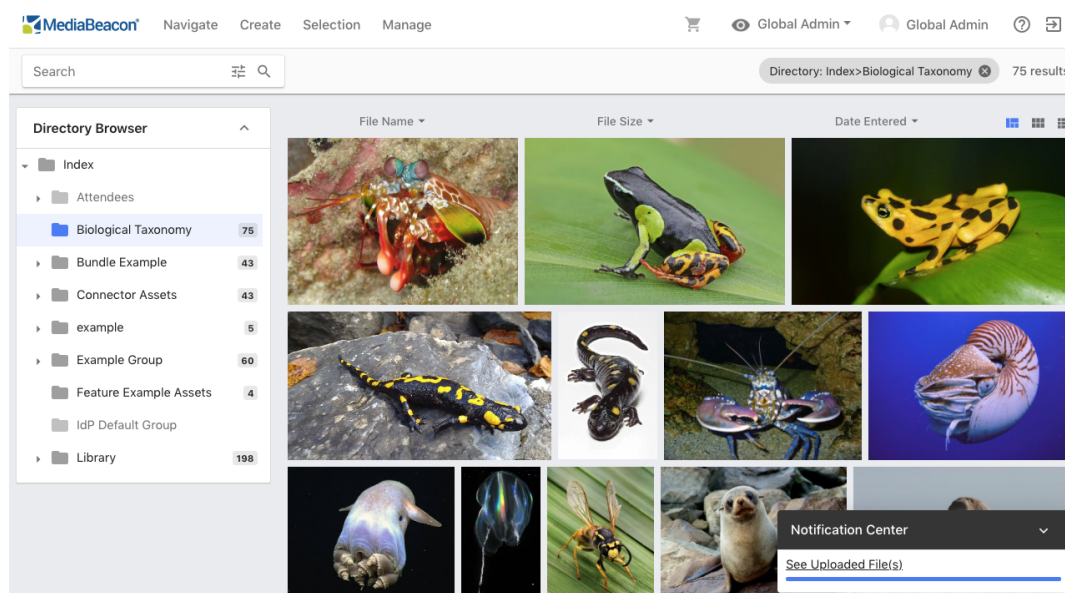 MediaBeacon® Navigate Create Selection Manage Global Admin Global Admin
Search Directory: Index>Biological Taxonomy 75 results
Directory Browser
File Name File Size Date Entered
Index
Attendees
Biological Taxonomy 75
Bundle Example 43
Connector Assets 43
example 5
Example Group 60
Feature Example Assets 4
IdP Default Group
Library 198
Notification Center
See Uploaded File(s)